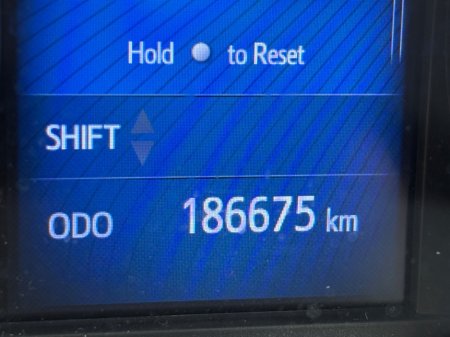 Hold to Reset
SHIFT
ODO 186675 km